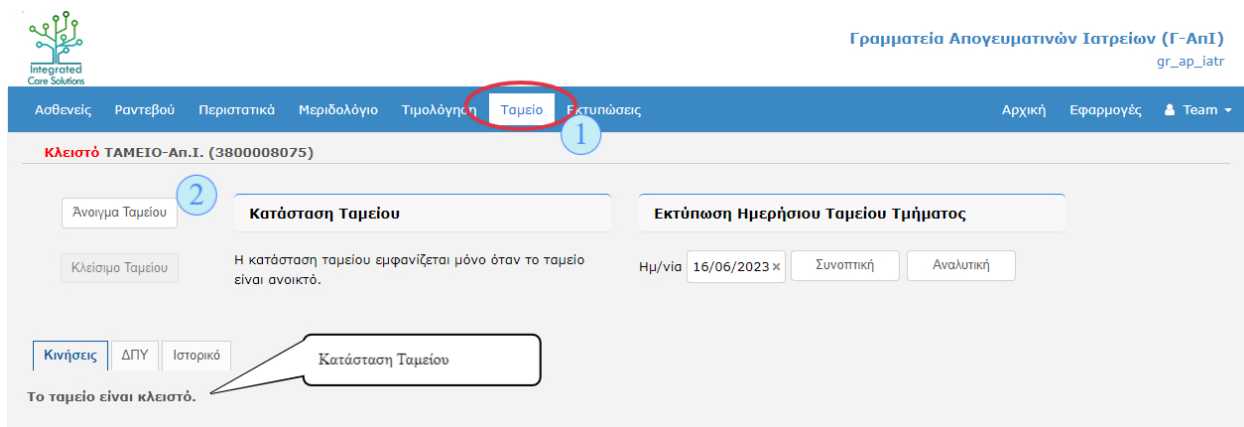 Integrated
Care Solutions
Γραμματεία Απογευματινών Ιατρείων (Γ-ΑπΙ)
gr_ap_iatr
Ασθενείς Ραντεβού Περιστατικά Μεριδολόγιο Τιμολόγηση Ταμείο Εκτυπώσεις Αρχική Εφαρμογές Team
1
Κλειστό ΤΑΜΕΙΟ-Απ.Ι. (3800008075)
2
Άνοιγμα Ταμείου Κατάσταση Ταμείου Εκτύπωση Ημερήσιου Ταμείου Τμήματος
Κλείσιμο Ταμείου
Η κατάσταση ταμείου εμφανίζεται μόνο όταν το ταμείο
είναι ανοικτό.
Ημ/νία 16/06/2023 × Συνοπτική Αναλυτική
Κινήσεις ΔΠΥ Ιστορικό
Κατάσταση Ταμείου
Το ταμείο είναι κλειστό.